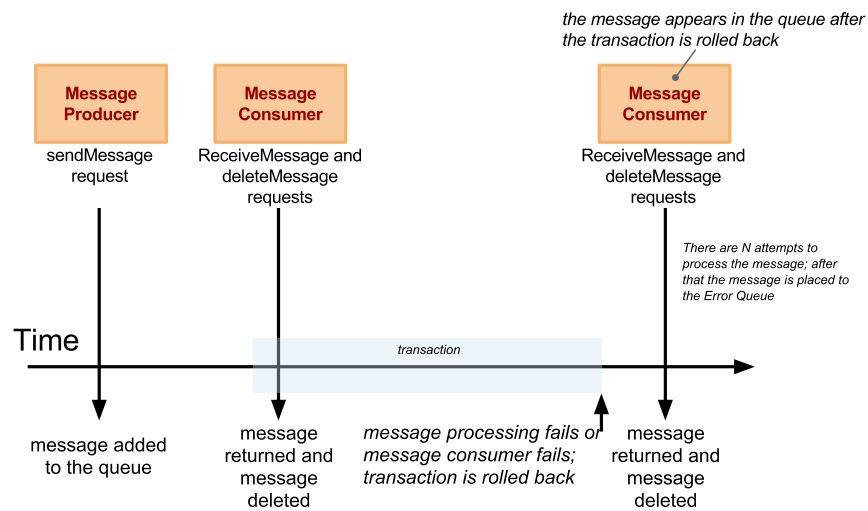 the message appears in the queue after
the transaction is rolled back
Message
Producer
Message
Consumer
Message
Consumer
sendMessage
request
ReceiveMessage and
deleteMessage
requests
ReceiveMessage and
deleteMessage
requests
There are N attempts to
process the message; after
that the message is placed to
the Error Queue
Time
transaction
message added
to the queue
message
returned and
message
deleted
message processing fails or
message consumer fails;
transaction is rolled back
message
returned and
message
deleted